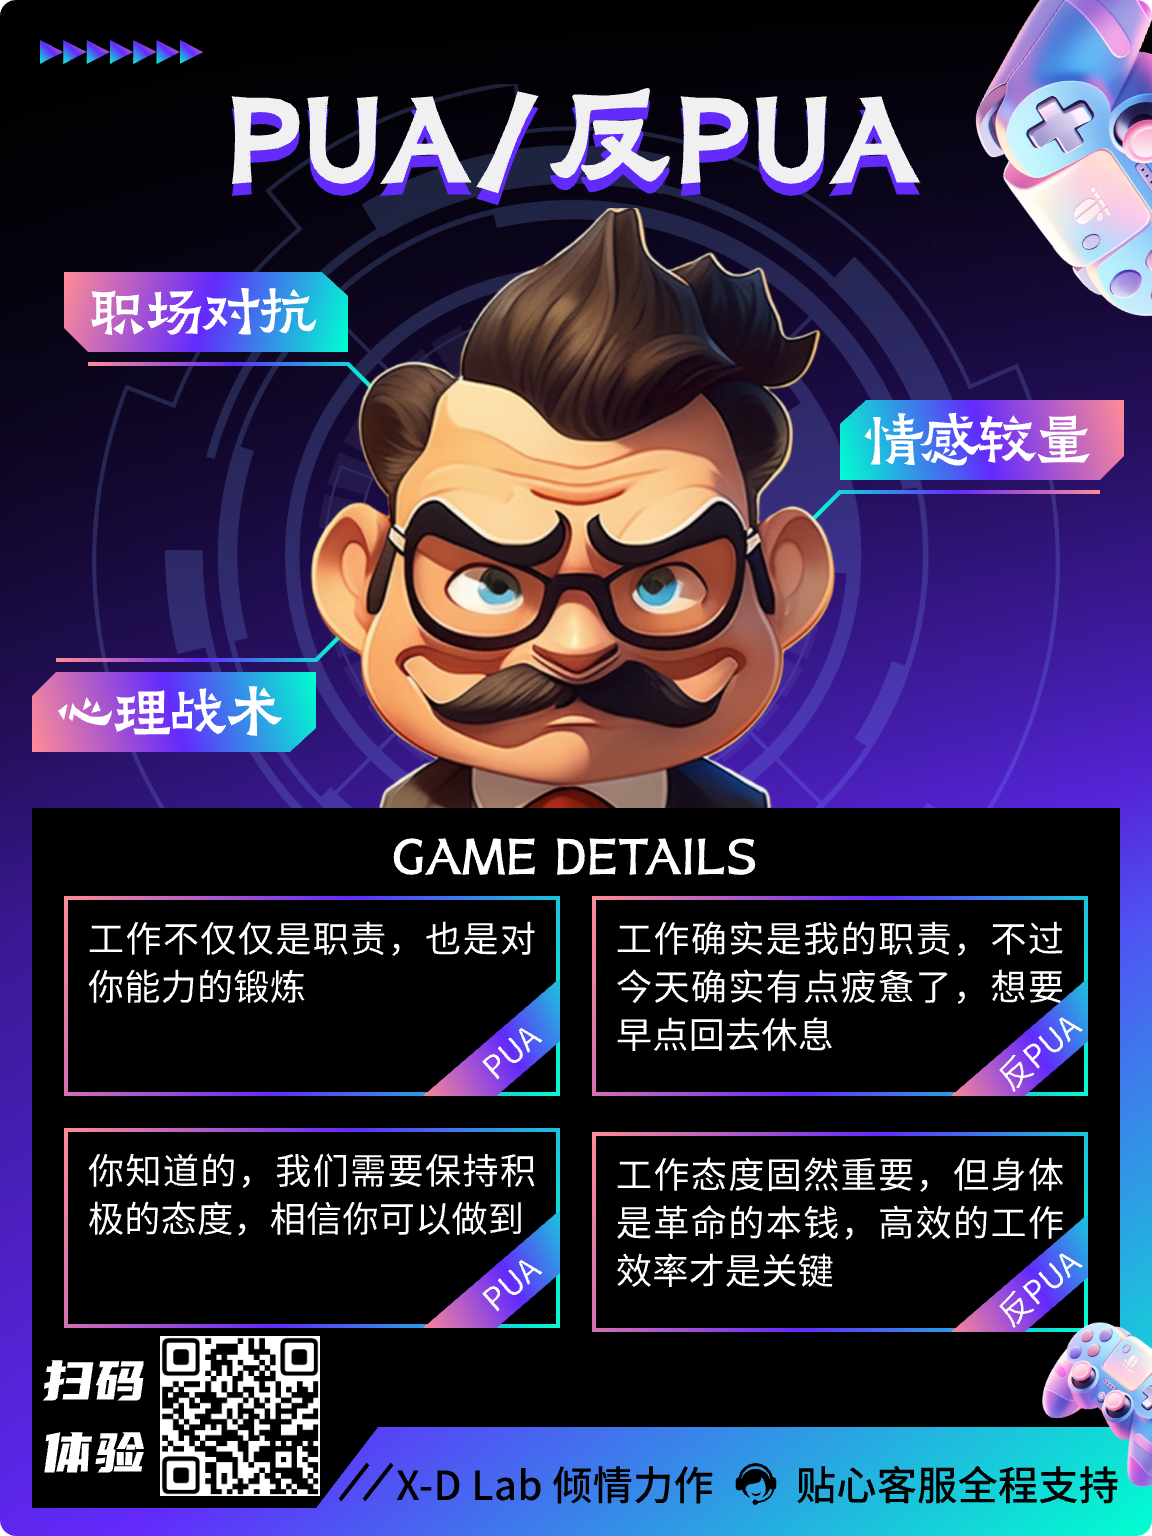 PUA/反PUA
职场对抗
情感较量
心理战术
GAME DETAILS
工作不仅仅是职责，也是对
你能力的锻炼
PUA
工作确实是我的职责，不过
今天确实有点疲惫了，想要
早点回去休息
反PUA
你知道的，我们需要保持积
极的态度，相信你可以做到
PUA
工作态度固然重要，但身体
是革命的本钱，高效的工作
效率才是关键
反PUA
扫码
体验
//X-D Lab 倾情力作 贴心客服全程支持